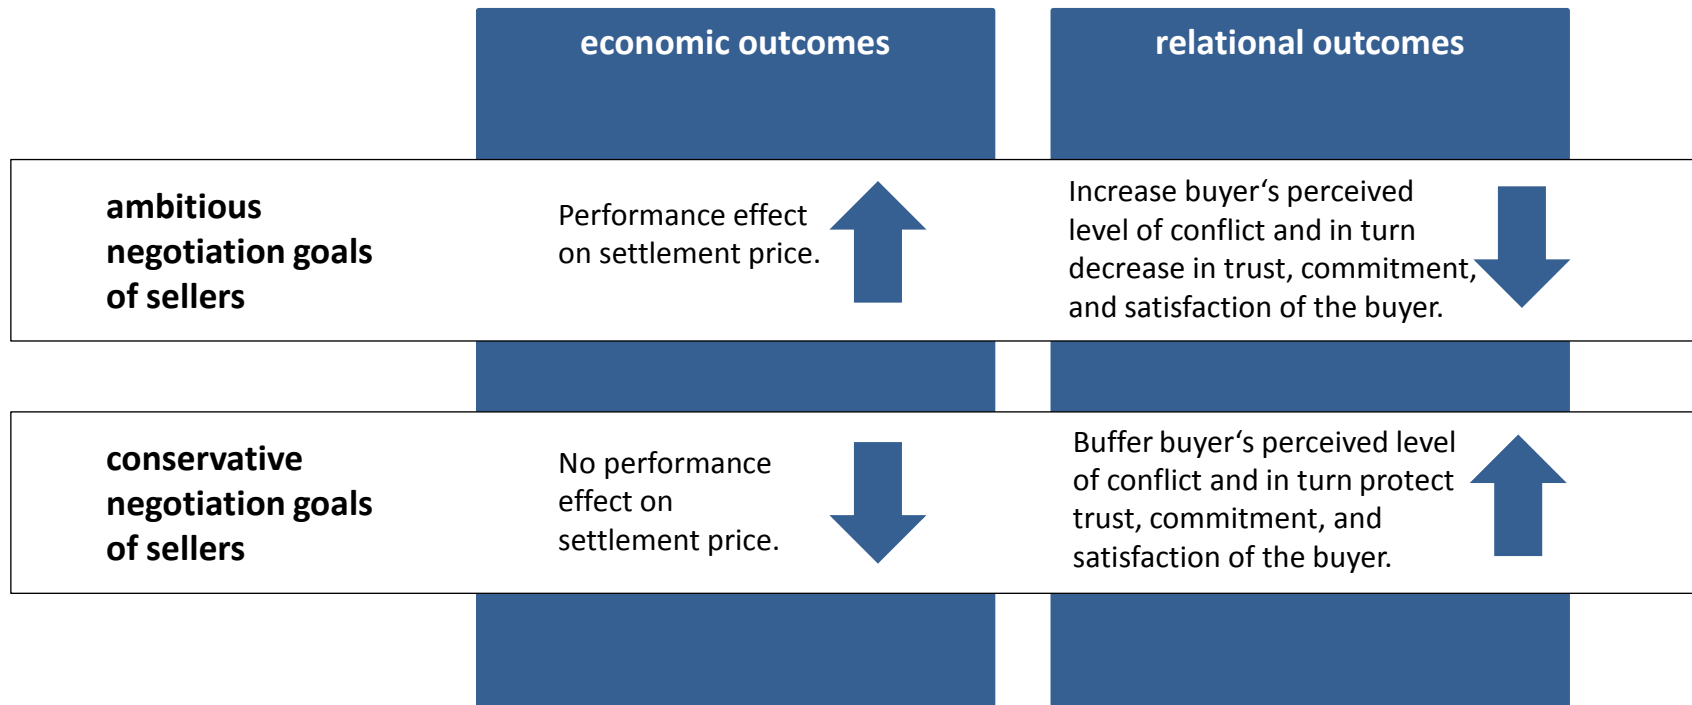 economic outcomes
relational outcomes
ambitious
negotiation goals
of sellers
Performance effect
on settlement price.
Increase buyer‘s perceived
level of conflict and in turn
decrease in trust, commitment,
and satisfaction of the buyer.
conservative
negotiation goals
of sellers
No performance
effect on
settlement price.
Buffer buyer‘s perceived level
of conflict and in turn protect
trust, commitment, and
satisfaction of the buyer.